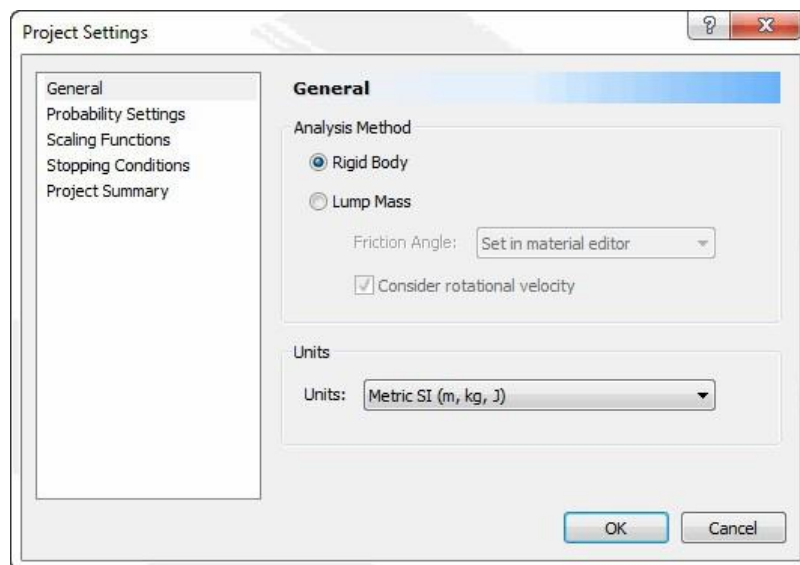 Project Settings
General
Probability Settings
Scaling Functions
Stopping Conditions
Project Summary
General
Analysis Method
Rigid Body
Lump Mass
Friction Angle: Set in material editor
Consider rotational velocity
Units
Units: Metric SI (m, kg, J)
OK Cancel